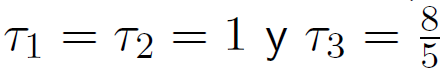 τ₁ = τ₂ = 1 y τ₃ = 8/5